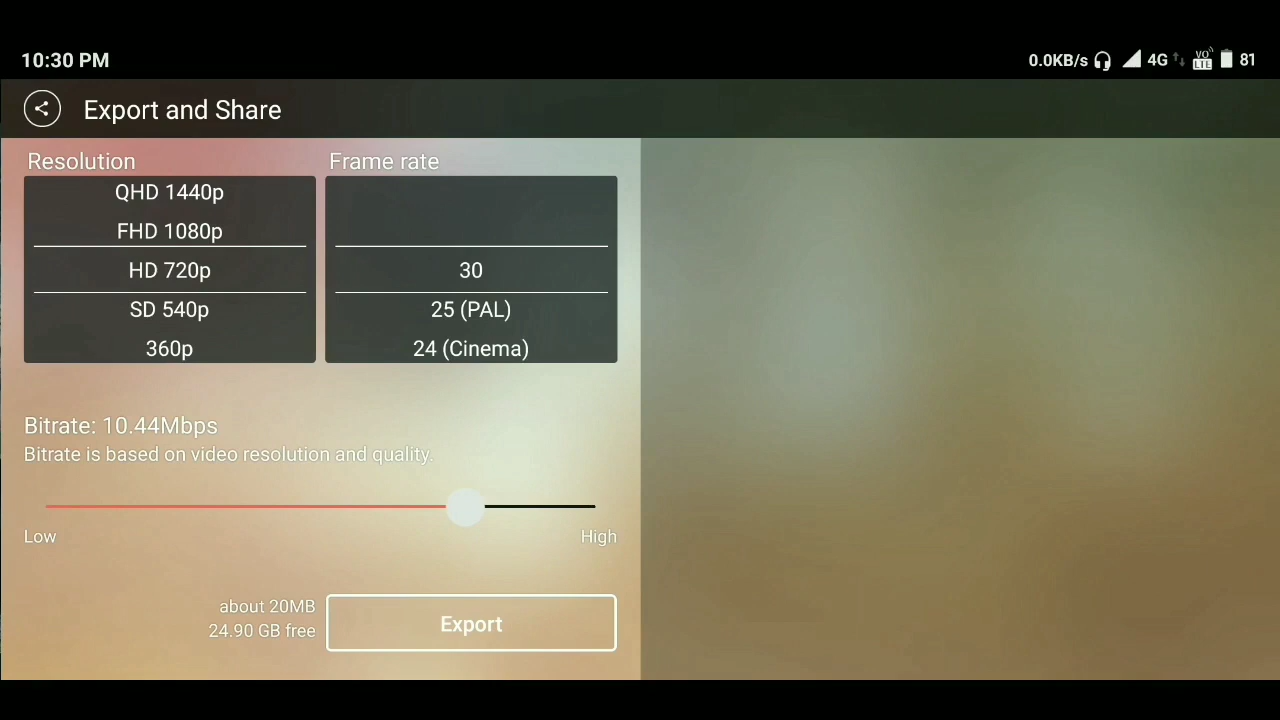 10:30 PM
0.0KB/s 4G VO LTE 81
Export and Share
Resolution
QHD 1440p
FHD 1080p
HD 720p
SD 540p
360p
Frame rate
30
25 (PAL)
24 (Cinema)
Bitrate: 10.44Mbps
Bitrate is based on video resolution and quality.
Low
High
about 20MB
24.90 GB free
Export